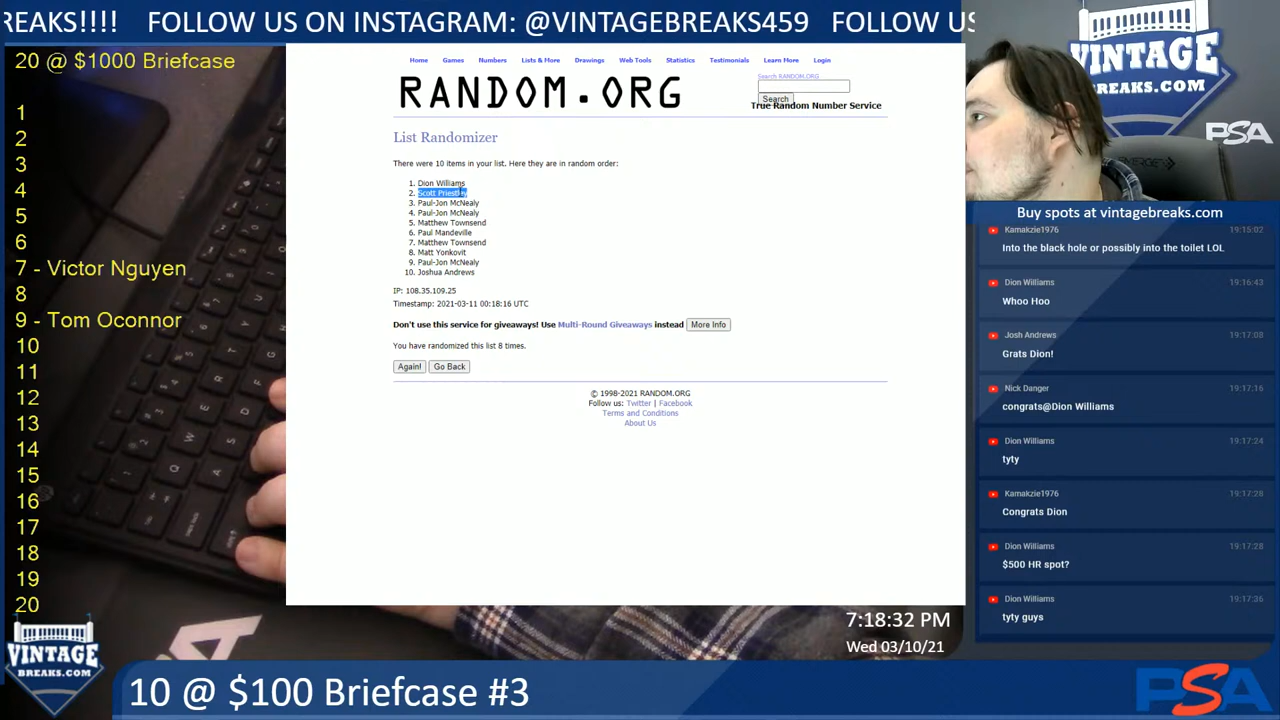 REAKS!!!! FOLLOW US ON INSTAGRAM: @VINTAGEBREAKS459 FOLLOW US
20 @ $1000 Briefcase
1
2
3
4
5
6
7 - Victor Nguyen
8
9 - Tom Oconnor
10
11
12
13
14
15
16
17
18
19
20
Home Games Numbers Lists & More Drawings Web Tools Statistics Testimonials Learn More Login
RANDOM.ORG
Search RANDOM.ORG
Search
True Random Number Service
List Randomizer
There were 10 items in your list. Here they are in random order:
1. Dion Williams
2. Scott Priestley
3. Paul-Jon McNealy
4. Paul-Jon McNealy
5. Matthew Townsend
6. Paul Mandeville
7. Matthew Townsend
8. Matt Yonkovit
9. Paul-Jon McNealy
10. Joshua Andrews
IP: 108.35.109.25
Timestamp: 2021-03-11 00:18:16 UTC
Don't use this service for giveaways! Use Multi-Round Giveaways instead More Info
You have randomized this list 8 times.
Again! Go Back
© 1998-2021 RANDOM.ORG
Follow us: Twitter | Facebook
Terms and Conditions
About Us
VINTAGE
BREAKS.COM
PSA
Buy spots at vintagebreaks.com
Kamakzie1976 19:15:02
Into the black hole or possibly into the toilet LOL
Dion Williams 19:16:43
Whoo Hoo
Josh Andrews 19:17:08
Grats Dion!
Nick Danger 19:17:16
congrats@Dion Williams
Dion Williams 19:17:24
tyty
Kamakzie1976 19:17:28
Congrats Dion
Dion Williams 19:17:28
$500 HR spot?
Dion Williams 19:17:36
tyty guys
7:18:32 PM
Wed 03/10/21
VINTAGE
BREAKS.COM
10 @ $100 Briefcase #3
PSA